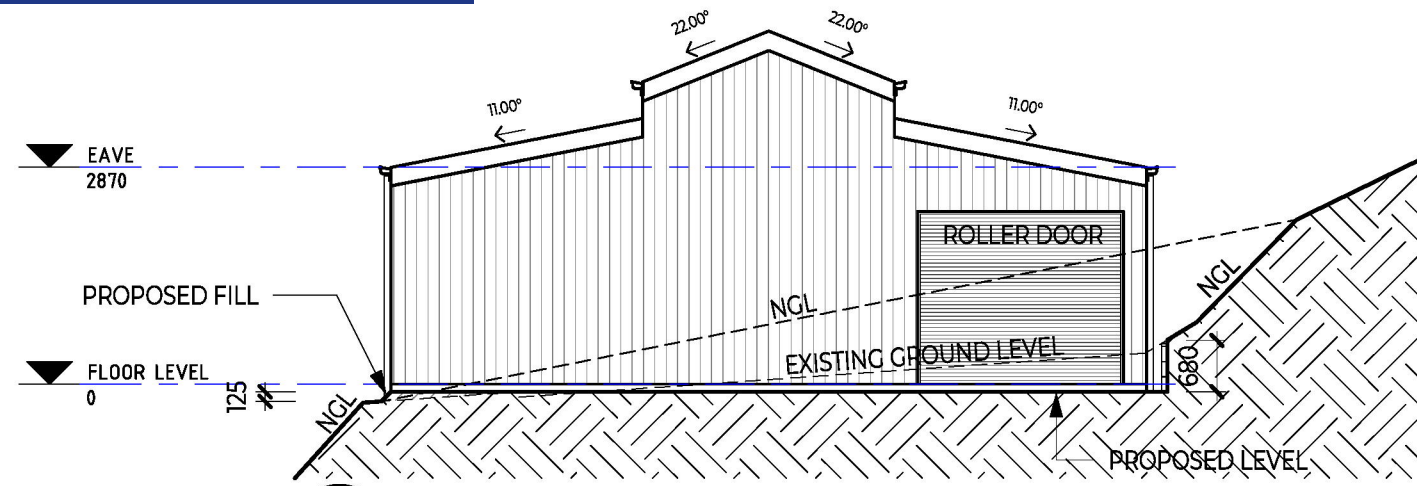 22.00°
22.00°
11.00°
11.00°
EAVE
2870
ROLLER DOOR
NGL
PROPOSED FILL
NGL
EXISTING GROUND LEVEL
680
FLOOR LEVEL
0
125
NGL
PROPOSED LEVEL